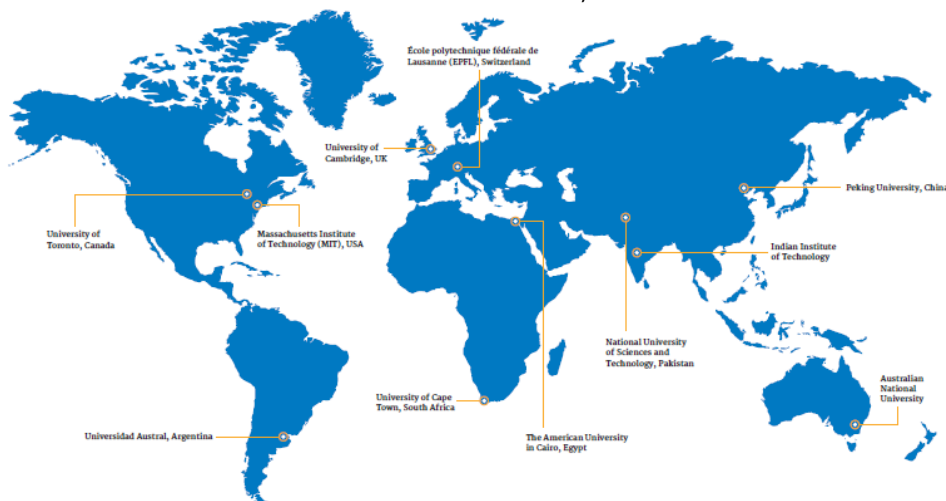 École polytechnique fédérale de
Lausanne (EPFL), Switzerland
University of
Cambridge, UK
Peking University, China
University of
Toronto, Canada
Massachusetts Institute
of Technology (MIT), USA
Indian Institute
of Technology
National University
of Sciences and
Technology, Pakistan
Australian
National
University
University of Cape
Town, South Africa
Universidad Austral, Argentina
The American University
in Cairo, Egypt